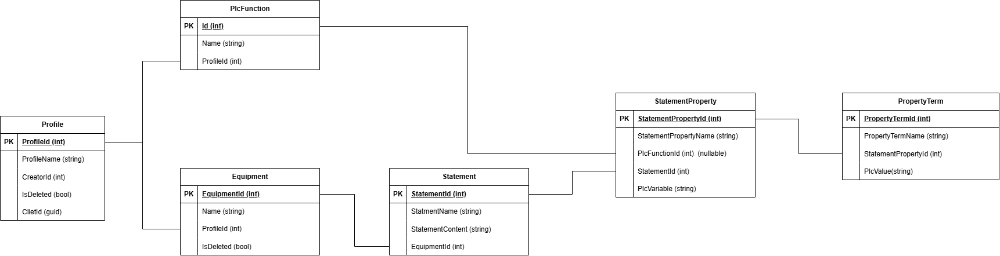 PlcFunction
PK Id (int)
Name (string)
ProfileId (int)
Profile
PK ProfileId (int)
ProfileName (string)
CreatorId (int)
IsDeleted (bool)
ClietId (guid)
Equipment
PK EquipmentId (int)
Name (string)
ProfileId (int)
IsDeleted (bool)
Statement
PK StatementId (int)
StatmentName (string)
StatementContent (string)
EquipmentId (int)
StatementProperty
PK StatementPropertyId (int)
StatementPropertyName (string)
PlcFunctionId (int) (nullable)
StatementId (int)
PlcVariable (string)
PropertyTerm
PK PropertyTermId (int)
PropertyTermName (string)
StatementPropertyId (int)
PlcValue(string)